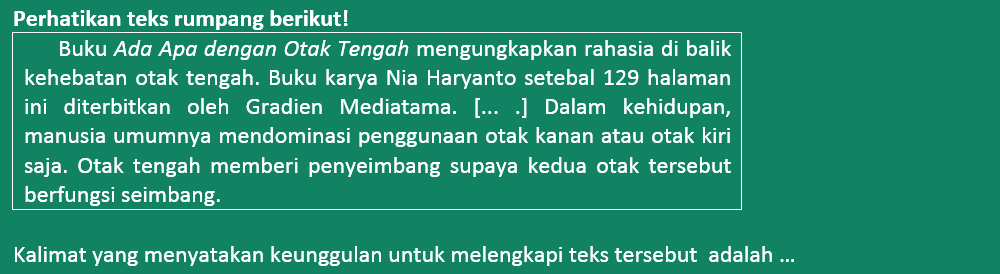 Perhatikan teks rumpang berikut!
Buku Ada Apa dengan Otak Tengah mengungkapkan rahasia di balik
kehebatan otak tengah. Buku karya Nia Haryanto setebal 129 halaman
ini diterbitkan oleh Gradien Mediatama. [... .] Dalam kehidupan,
manusia umumnya mendominasi penggunaan otak kanan atau otak kiri
saja. Otak tengah memberi penyeimbang supaya kedua otak tersebut
berfungsi seimbang.
Kalimat yang menyatakan keunggulan untuk melengkapi teks tersebut adalah ...